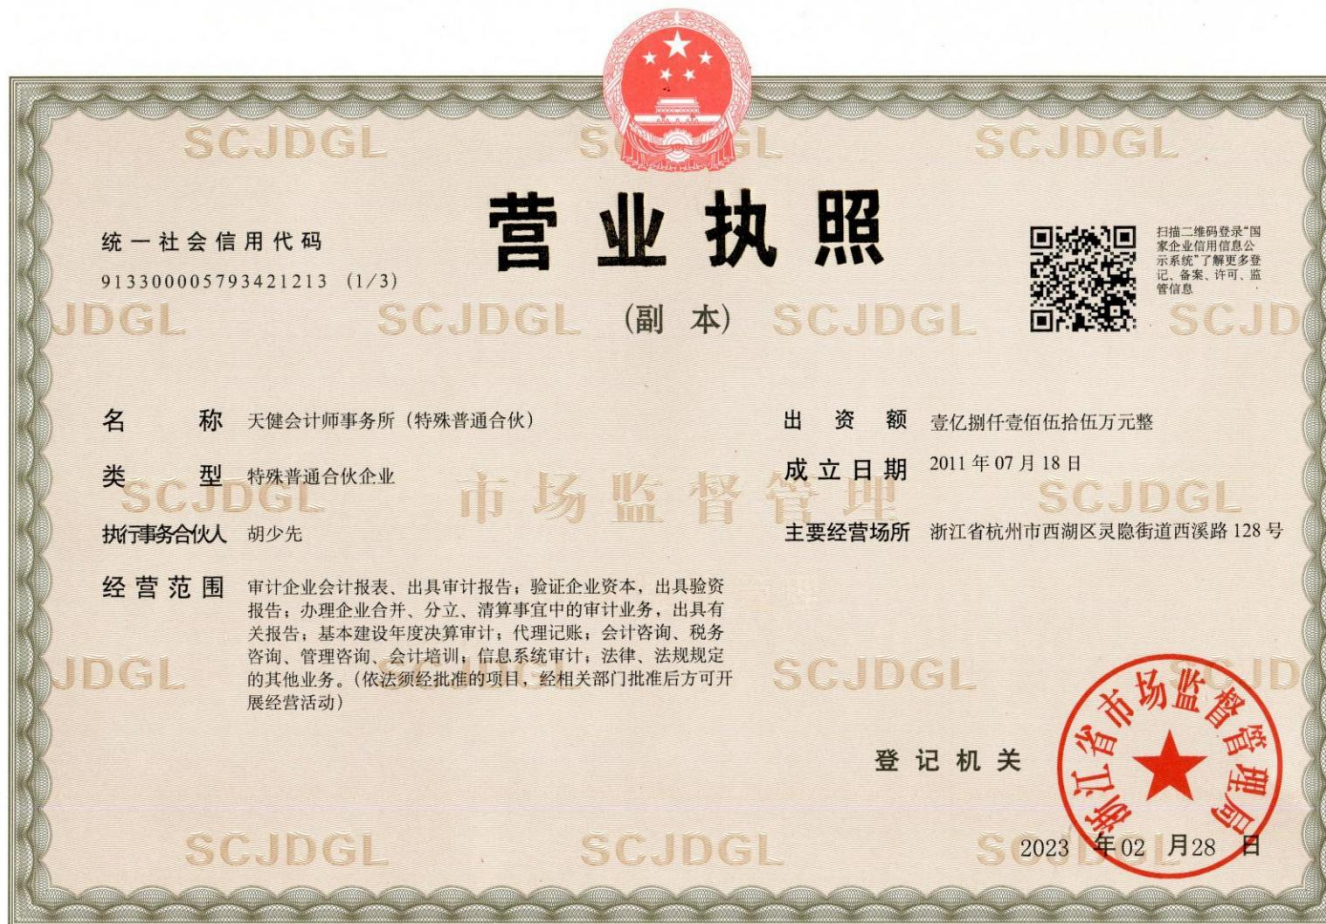 SCJDGL SCJDGL SCJDGL
营业执照
(副 本)
统一社会信用代码
913300005793421213 (1/3)
扫描二维码登录“国
家企业信用信息公
示系统”了解更多登
记、备案、许可、监
管信息
JDGL SCJDGL SCJDGL SCJD
名 称 天健会计师事务所（特殊普通合伙）
类 型 特殊普通合伙企业
执行事务合伙人 胡少先
经营范围 审计企业会计报表、出具审计报告；验证企业资本，出具验资
报告；办理企业合并、分立、清算事宜中的审计业务，出具有
关报告；基本建设年度决算审计；代理记账；会计咨询、税务
咨询、管理咨询、会计培训；信息系统审计；法律、法规规定
的其他业务。（依法须经批准的项目，经相关部门批准后方可开
展经营活动）
出 资 额 壹亿捌仟壹佰伍拾伍万元整
成立日期 2011 年 07 月 18 日
主要经营场所 浙江省杭州市西湖区灵隐街道西溪路 128 号
SCJDGL 市场监督管理 SCJDGL
JDGL SCJDGL SCJDGL SCJD
登记机关
浙江省市场监督管理局
2023 年 02 月 28 日
SCJDGL SCJDGL SCJDGL